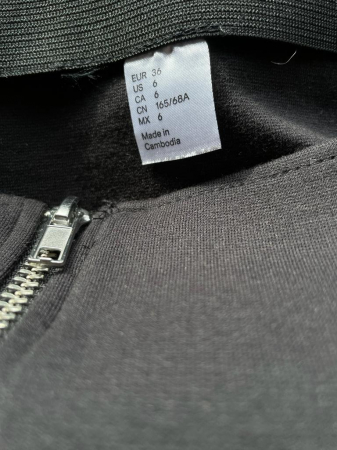 EUR 36
US 6
CA 6
CN 165/68A
MX 6
Made in
Cambodia